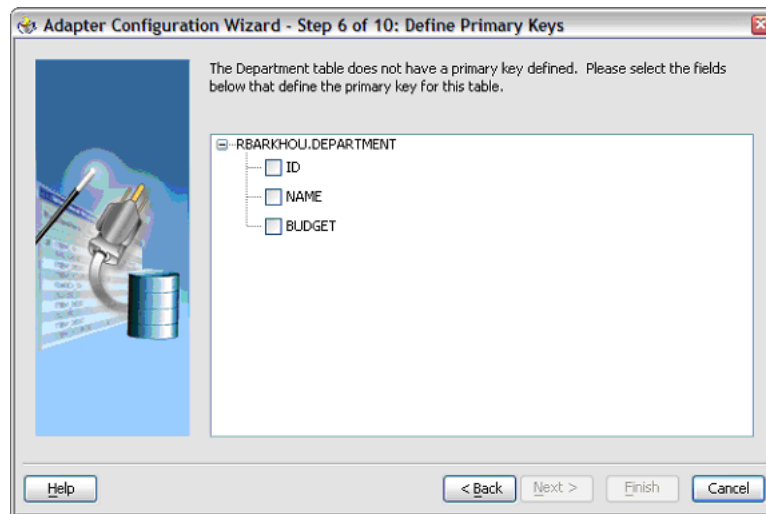 Adapter Configuration Wizard - Step 6 of 10: Define Primary Keys
The Department table does not have a primary key defined. Please select the fields
below that define the primary key for this table.
RBARKHOU.DEPARTMENT
ID
NAME
BUDGET
Help
< Back
Next >
Finish
Cancel